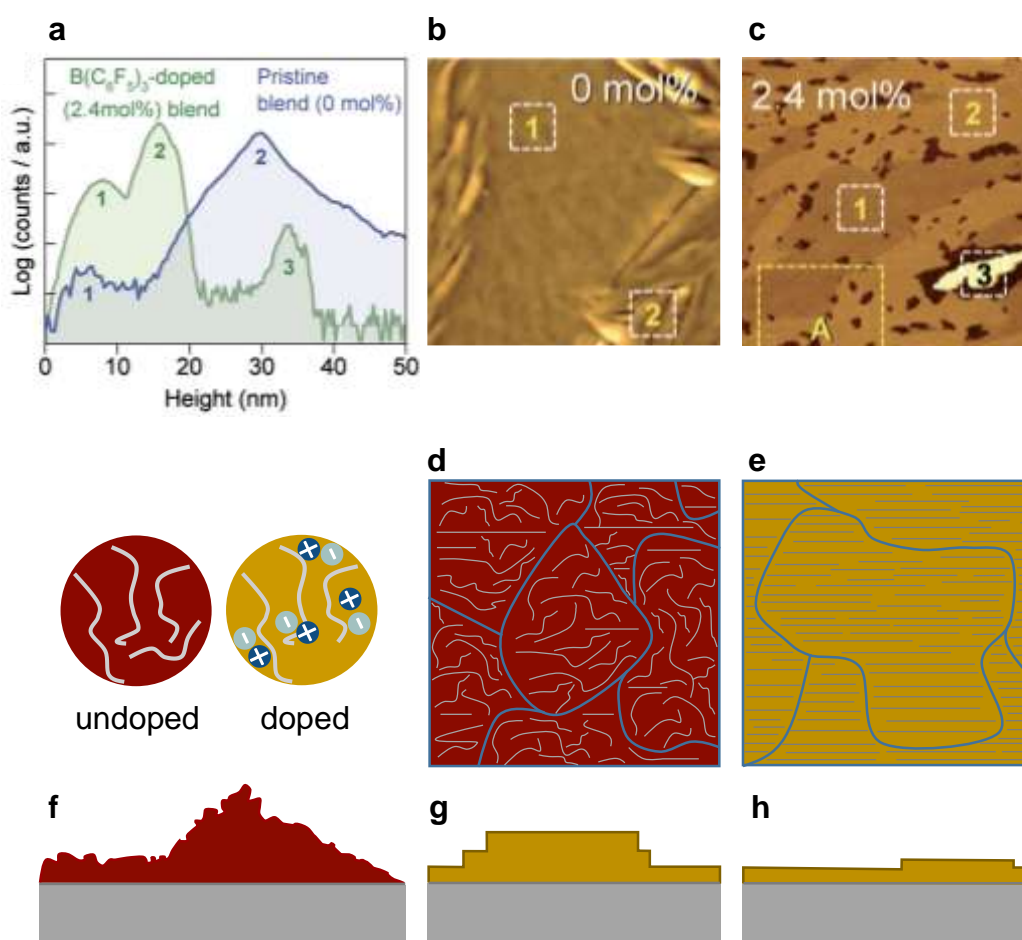 a
b
c
B(C₆F₅)₃-doped
(2.4mol%) blend
Pristine
blend (0 mol%)
1
2
2
1
3
Log (counts / a.u.)
0
10
20
30
40
50
Height (nm)
0 mol%
1
2
2.4 mol%
2
1
3
A
d
e
+
−
+
−
+
−
+
−
undoped
doped
f
g
h